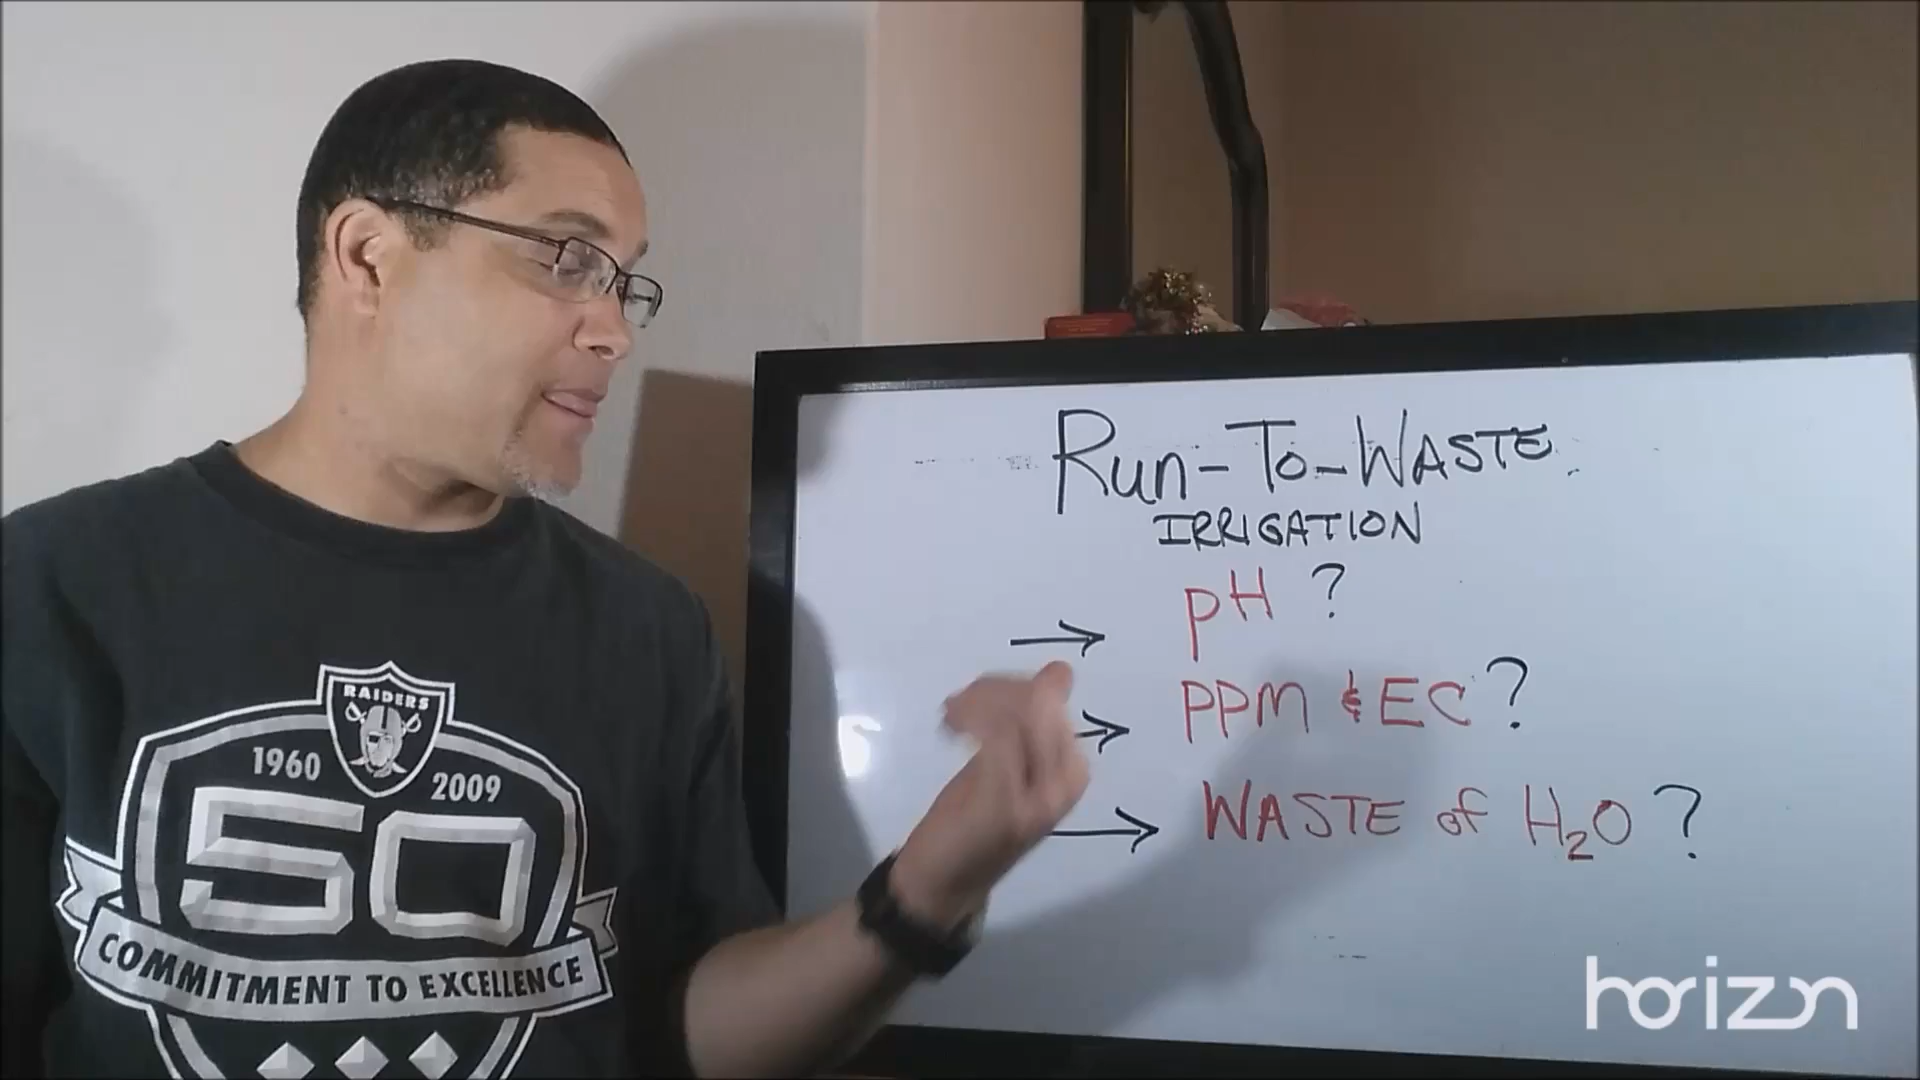 RAIDERS
1960 2009
50
COMMITMENT TO EXCELLENCE
Run-To-WASTE
IRRIGATION
pH ?
PPM & EC ?
WASTE of H₂O ?
horizon